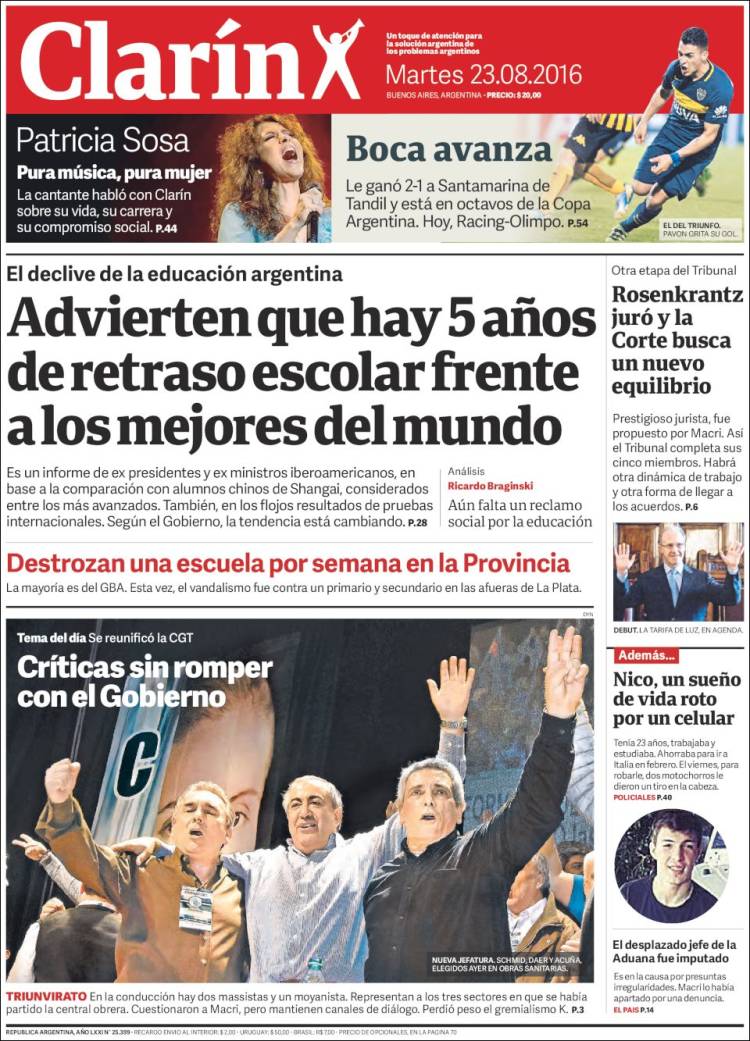 Clarín
Un toque de atención para
la solución argentina de
los problemas argentinos
Martes 23.08.2016
BUENOS AIRES, ARGENTINA - PRECIO: $ 20,00
Patricia Sosa
Pura música, pura mujer
La cantante habló con Clarín
sobre su vida, su carrera y
su compromiso social. P.44
Boca avanza
Le ganó 2-1 a Santamarina de
Tandil y está en octavos de la Copa
Argentina. Hoy, Racing-Olimpo. P.54
EL DEL TRIUNFO.
PAVON GRITA SU GOL.
El declive de la educación argentina
Advierten que hay 5 años
de retraso escolar frente
a los mejores del mundo
Es un informe de ex presidentes y ex ministros iberoamericanos, en
base a la comparación con alumnos chinos de Shangai, considerados
entre los más avanzados. También, en los flojos resultados de pruebas
internacionales. Según el Gobierno, la tendencia está cambiando. P.28
Análisis
Ricardo Braginski
Aún falta un reclamo
social por la educación
Destrozan una escuela por semana en la Provincia
La mayoría es del GBA. Esta vez, el vandalismo fue contra un primario y secundario en las afueras de La Plata.
DYN
Tema del día Se reunificó la CGT
Críticas sin romper
con el Gobierno
C
NUEVA JEFATURA. SCHMID, DAER Y ACUÑA,
ELEGIDOS AYER EN OBRAS SANITARIAS.
TRIUNVIRATO En la conducción hay dos massistas y un moyanista. Representan a los tres sectores en que se había
partido la central obrera. Cuestionaron a Macri, pero mantienen canales de diálogo. Perdió peso el gremialismo K. P.3
Otra etapa del Tribunal
Rosenkrantz
juró y la
Corte busca
un nuevo
equilibrio
Prestigioso jurista, fue
propuesto por Macri. Así
el Tribunal completa sus
cinco miembros. Habrá
otra dinámica de trabajo
y otra forma de llegar a
los acuerdos. P.6
DEBUT. LA TARIFA DE LUZ, EN AGENDA.
Además...
Nico, un sueño
de vida roto
por un celular
Tenía 23 años, trabajaba y
estudiaba. Ahorraba para ir a
Italia en febrero. El viernes, para
robarle, dos motochorros le
dieron un tiro en la cabeza.
POLICIALES P.40
El desplazado jefe de la
Aduana fue imputado
Es en la causa por presuntas
irregularidades. Macri lo había
apartado por una denuncia.
EL PAIS P.14
REPUBLICA ARGENTINA, AÑO LXXI N° 25.399 - RECARGO ENVIO AL INTERIOR: $ 2,00 - URUGUAY: $ 50,00 - BRASIL: R$ 7,00 - PRECIO DE OPCIONALES, EN LA PAGINA 70